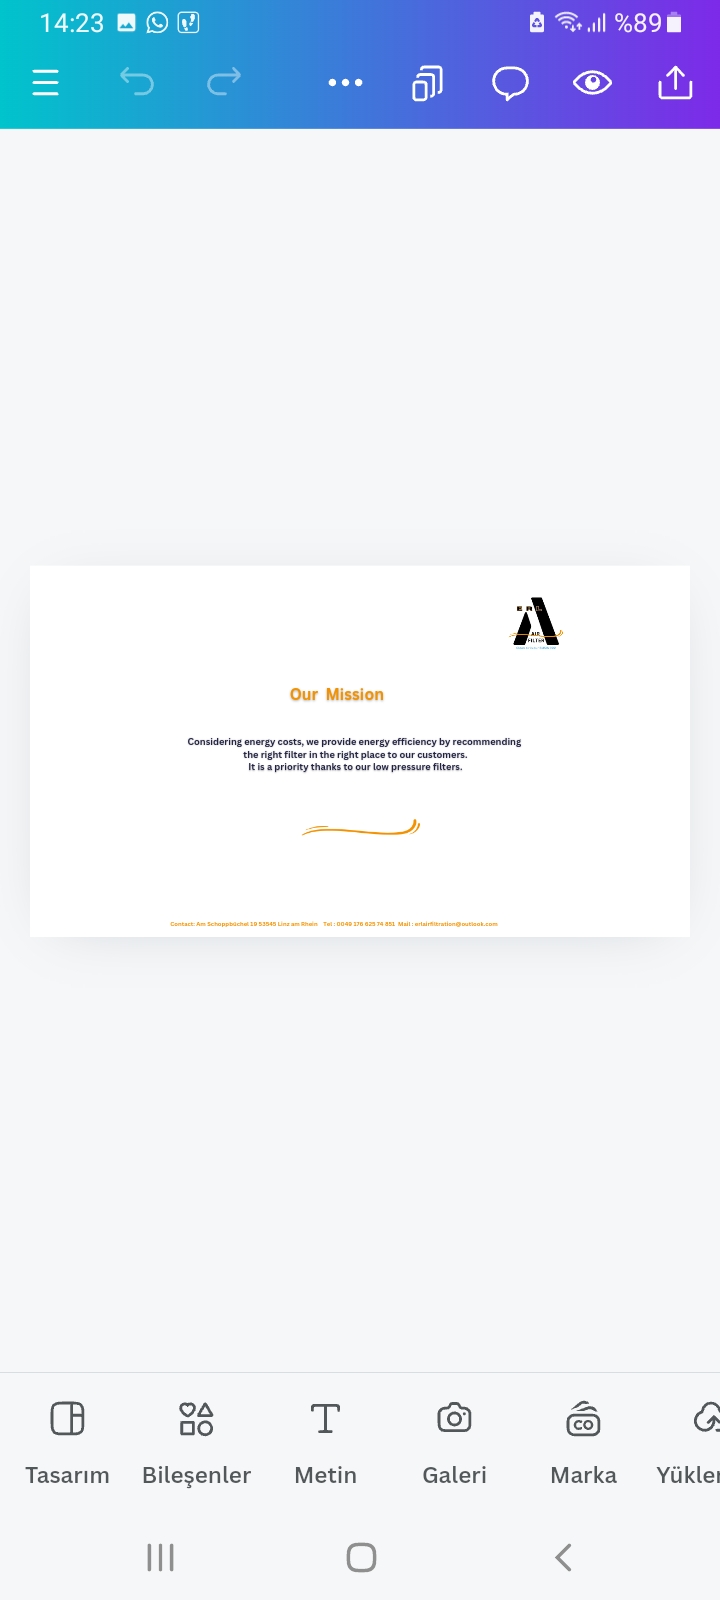 14:23
%89
ER
AIR
FILTER
Our Mission
Considering energy costs, we provide energy efficiency by recommending
the right filter in the right place to our customers.
It is a priority thanks to our low pressure filters.
Contact: Am Schoppbüchel 19 53545 Linz am Rhein Tel : 0049 176 625 74 851 Mail : erlairfiltration@outlook.com
Tasarım
Bileşenler
Metin
Galeri
CO
Marka